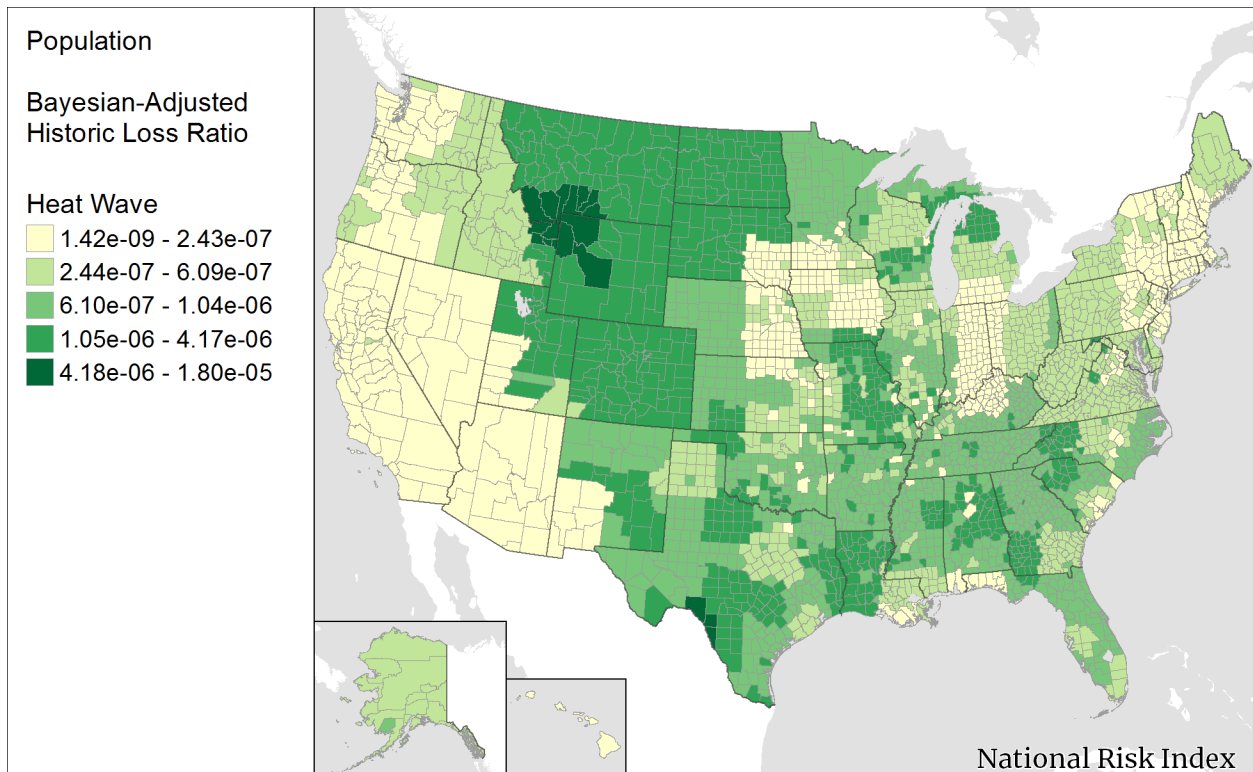 Population
Bayesian-Adjusted
Historic Loss Ratio
Heat Wave
1.42e-09 - 2.43e-07
2.44e-07 - 6.09e-07
6.10e-07 - 1.04e-06
1.05e-06 - 4.17e-06
4.18e-06 - 1.80e-05
National Risk Index